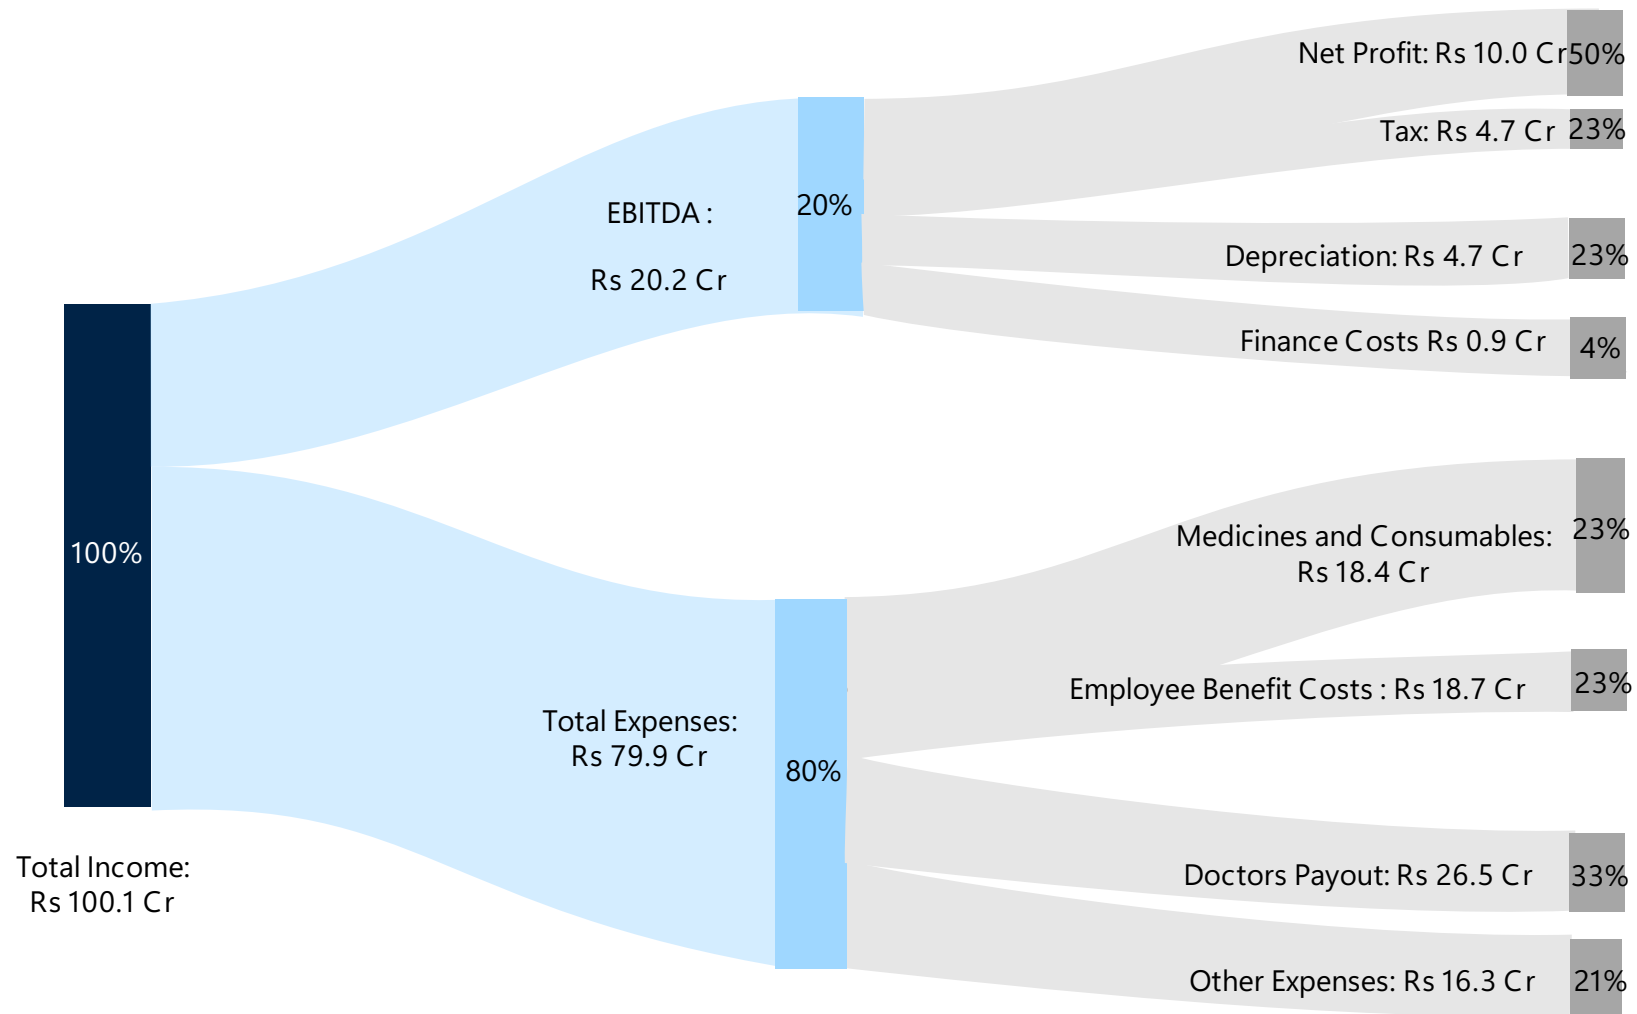 Net Profit: Rs 10.0 Cr 50%
Tax: Rs 4.7 Cr 23%
EBITDA :
Rs 20.2 Cr
20%
Depreciation: Rs 4.7 Cr 23%
Finance Costs Rs 0.9 Cr 4%
100%
Total Income:
Rs 100.1 Cr
Medicines and Consumables:
Rs 18.4 Cr
23%
Employee Benefit Costs : Rs 18.7 Cr 23%
Total Expenses:
Rs 79.9 Cr
80%
Doctors Payout: Rs 26.5 Cr 33%
Other Expenses: Rs 16.3 Cr 21%